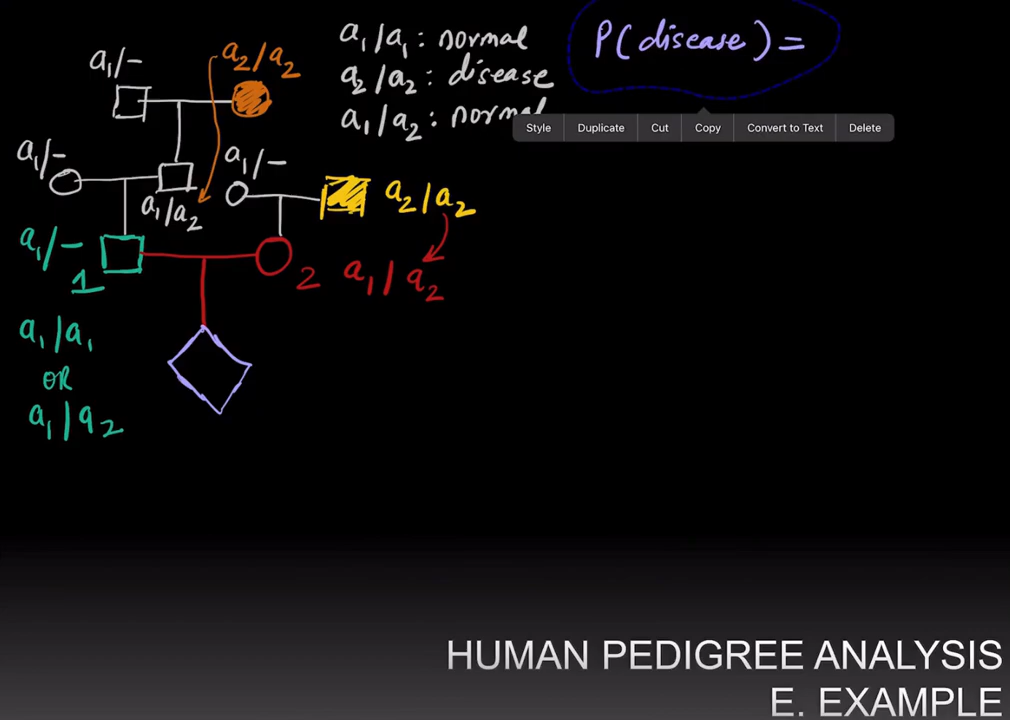 a₁/a₁ : normal
a₂/a₂ : disease
a₁/a₂ : normal
P(disease) =
Style Duplicate Cut Copy Convert to Text Delete
a₁/-
a₂/a₂
a₁/-
a₁/a₂
a₁/-
a₂/a₂
a₁/-
1
2 a₁/a₂
a₁/a₁
OR
a₁/a₂
HUMAN PEDIGREE ANALYSIS
E. EXAMPLE